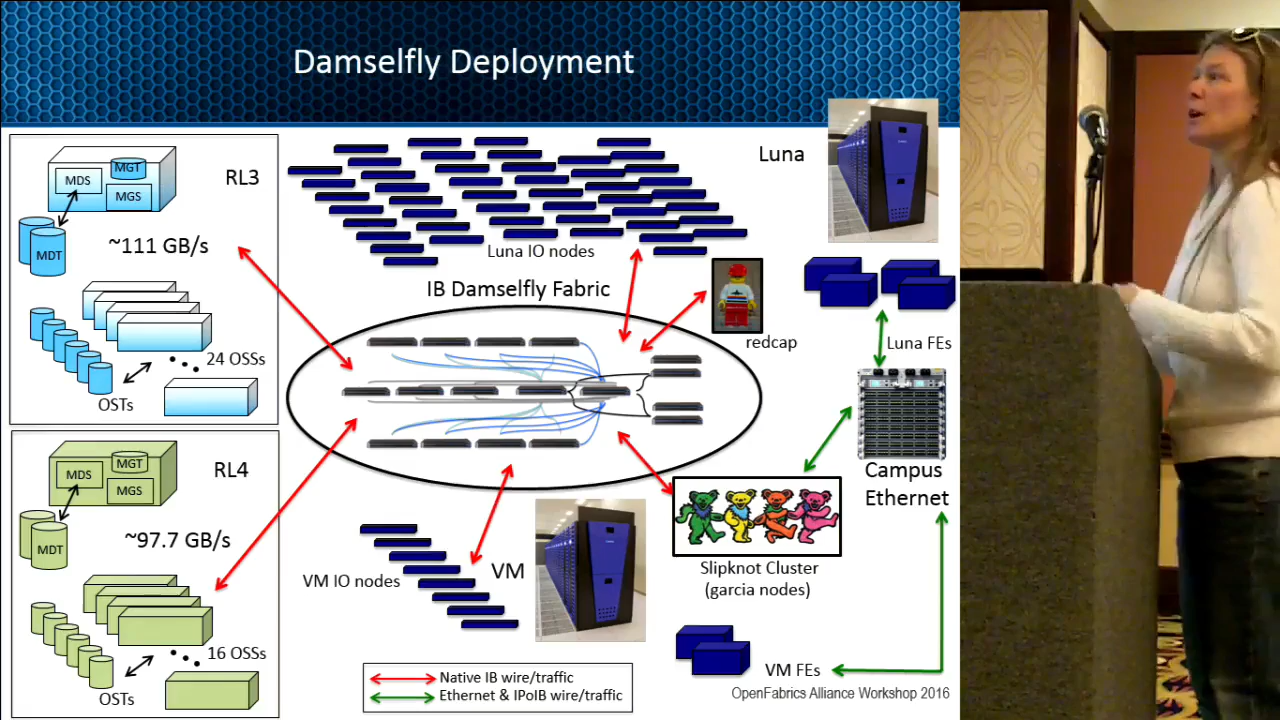 Damselfly Deployment
RL3
MGT
MDS
MGS
MDT
~111 GB/s
24 OSSs
OSTs
RL4
MGT
MDS
MGS
MDT
~97.7 GB/s
16 OSSs
OSTs
Luna
Luna IO nodes
IB Damselfly Fabric
redcap
Luna FEs
Campus
Ethernet
Slipknot Cluster
(garcia nodes)
VM IO nodes
VM
VM FEs
Native IB wire/traffic
Ethernet & IPoIB wire/traffic
OpenFabrics Alliance Workshop 2016